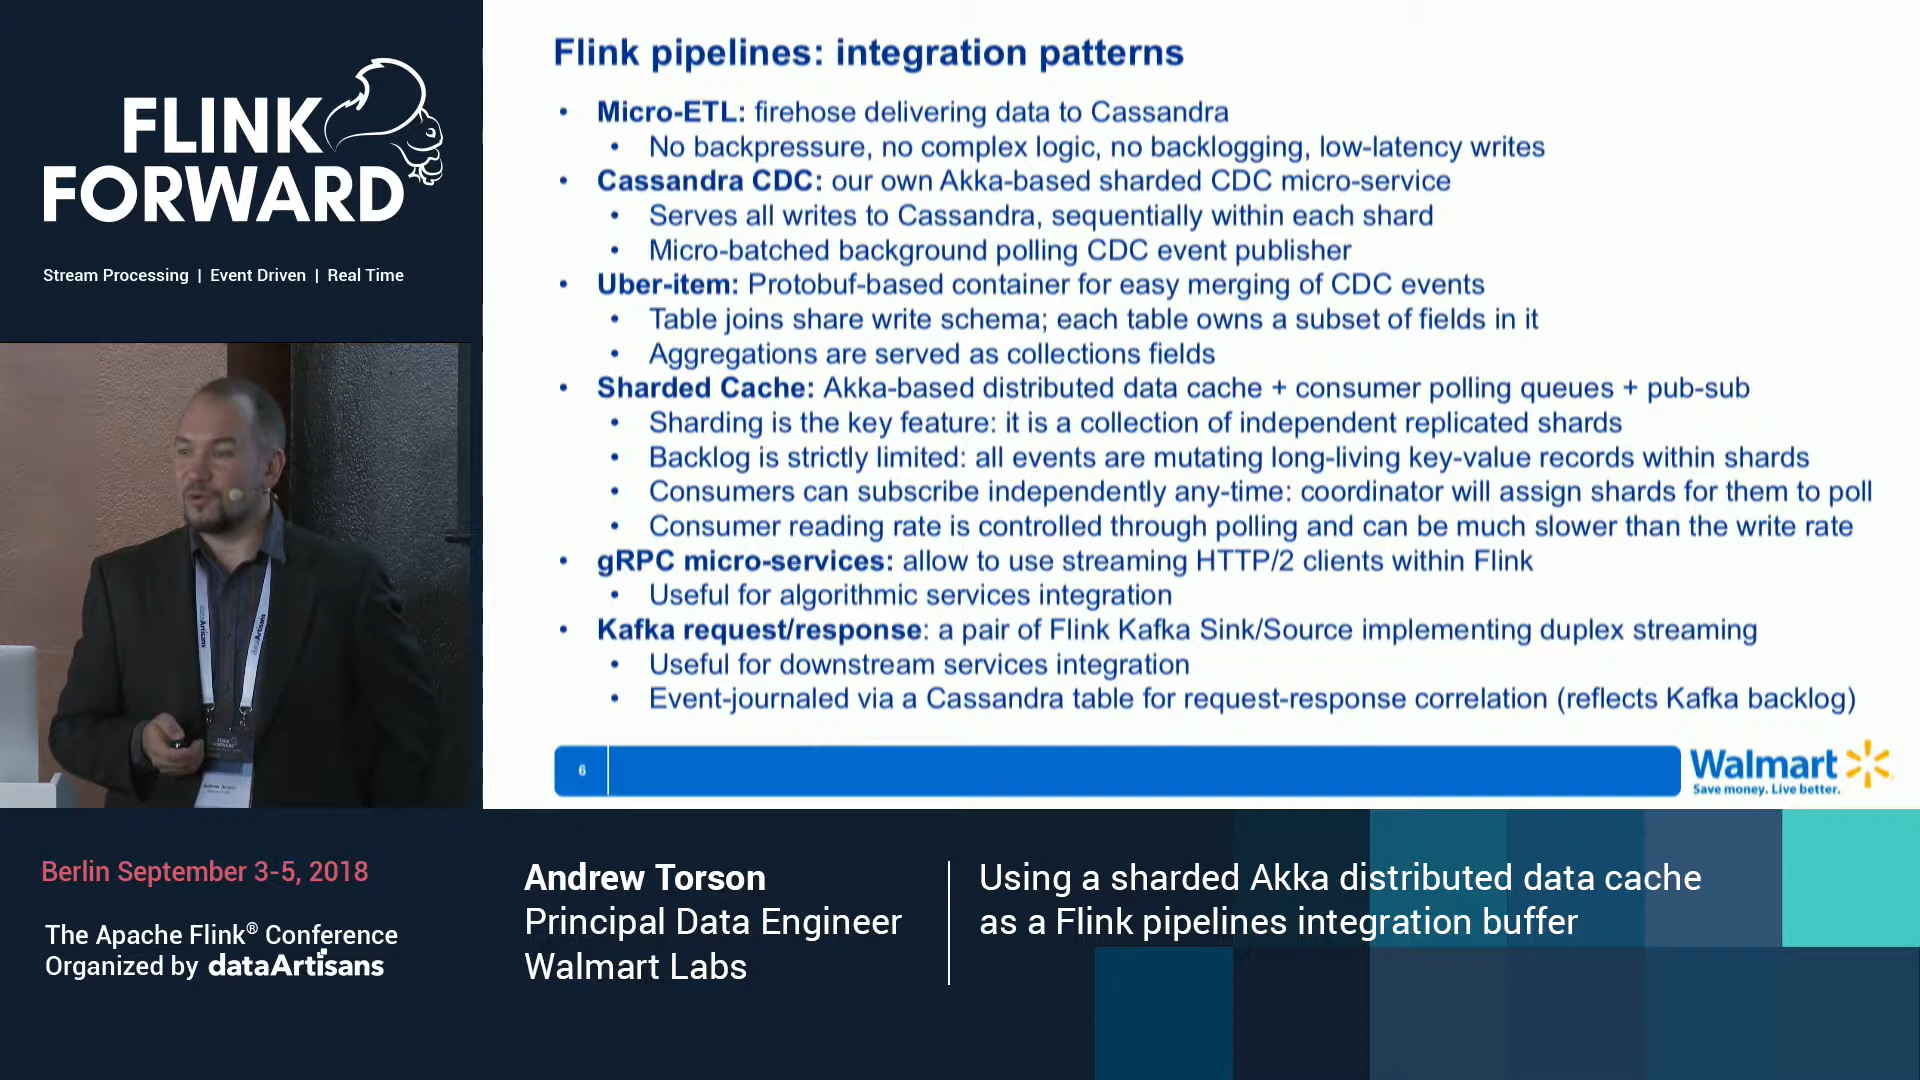 FLINK
FORWARD
Stream Processing | Event Driven | Real Time
Flink pipelines: integration patterns
• Micro-ETL: firehose delivering data to Cassandra
• No backpressure, no complex logic, no backlogging, low-latency writes
• Cassandra CDC: our own Akka-based sharded CDC micro-service
• Serves all writes to Cassandra, sequentially within each shard
• Micro-batched background polling CDC event publisher
• Uber-item: Protobuf-based container for easy merging of CDC events
• Table joins share write schema; each table owns a subset of fields in it
• Aggregations are served as collections fields
• Sharded Cache: Akka-based distributed data cache + consumer polling queues + pub-sub
• Sharding is the key feature: it is a collection of independent replicated shards
• Backlog is strictly limited: all events are mutating long-living key-value records within shards
• Consumers can subscribe independently any-time: coordinator will assign shards for them to poll
• Consumer reading rate is controlled through polling and can be much slower than the write rate
• gRPC micro-services: allow to use streaming HTTP/2 clients within Flink
• Useful for algorithmic services integration
• Kafka request/response: a pair of Flink Kafka Sink/Source implementing duplex streaming
• Useful for downstream services integration
• Event-journaled via a Cassandra table for request-response correlation (reflects Kafka backlog)
6
Walmart
Save money. Live better.
Berlin September 3-5, 2018
The Apache Flink® Conference
Organized by dataArtisans
Andrew Torson
Principal Data Engineer
Walmart Labs
Using a sharded Akka distributed data cache
as a Flink pipelines integration buffer